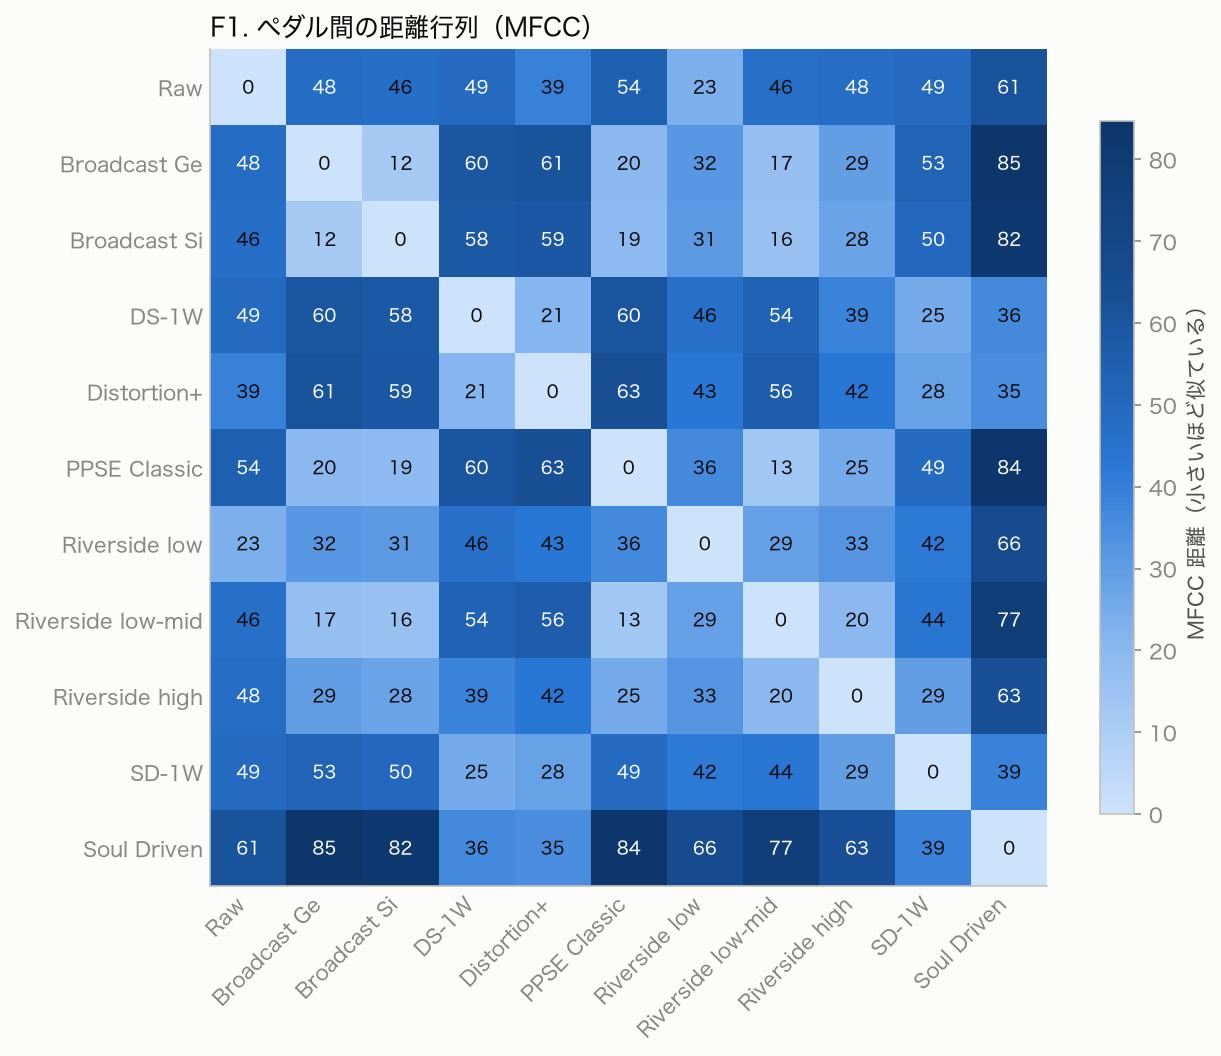 F1. ペダル間の距離行列（MFCC）
Raw 0 48 46 49 39 54 23 46 48 49 61
Broadcast Ge 48 0 12 60 61 20 32 17 29 53 85
Broadcast Si 46 12 0 58 59 19 31 16 28 50 82
DS-1W 49 60 58 0 21 60 46 54 39 25 36
Distortion+ 39 61 59 21 0 63 43 56 42 28 35
PPSE Classic 54 20 19 60 63 0 36 13 25 49 84
Riverside low 23 32 31 46 43 36 0 29 33 42 66
Riverside low-mid 46 17 16 54 56 13 29 0 20 44 77
Riverside high 48 29 28 39 42 25 33 20 0 29 63
SD-1W 49 53 50 25 28 49 42 44 29 0 39
Soul Driven 61 85 82 36 35 84 66 77 63 39 0
Raw
Broadcast Ge
Broadcast Si
DS-1W
Distortion+
PPSE Classic
Riverside low
Riverside low-mid
Riverside high
SD-1W
Soul Driven
80
70
60
50
40
30
20
10
0
MFCC 距離（小さいほど似ている）